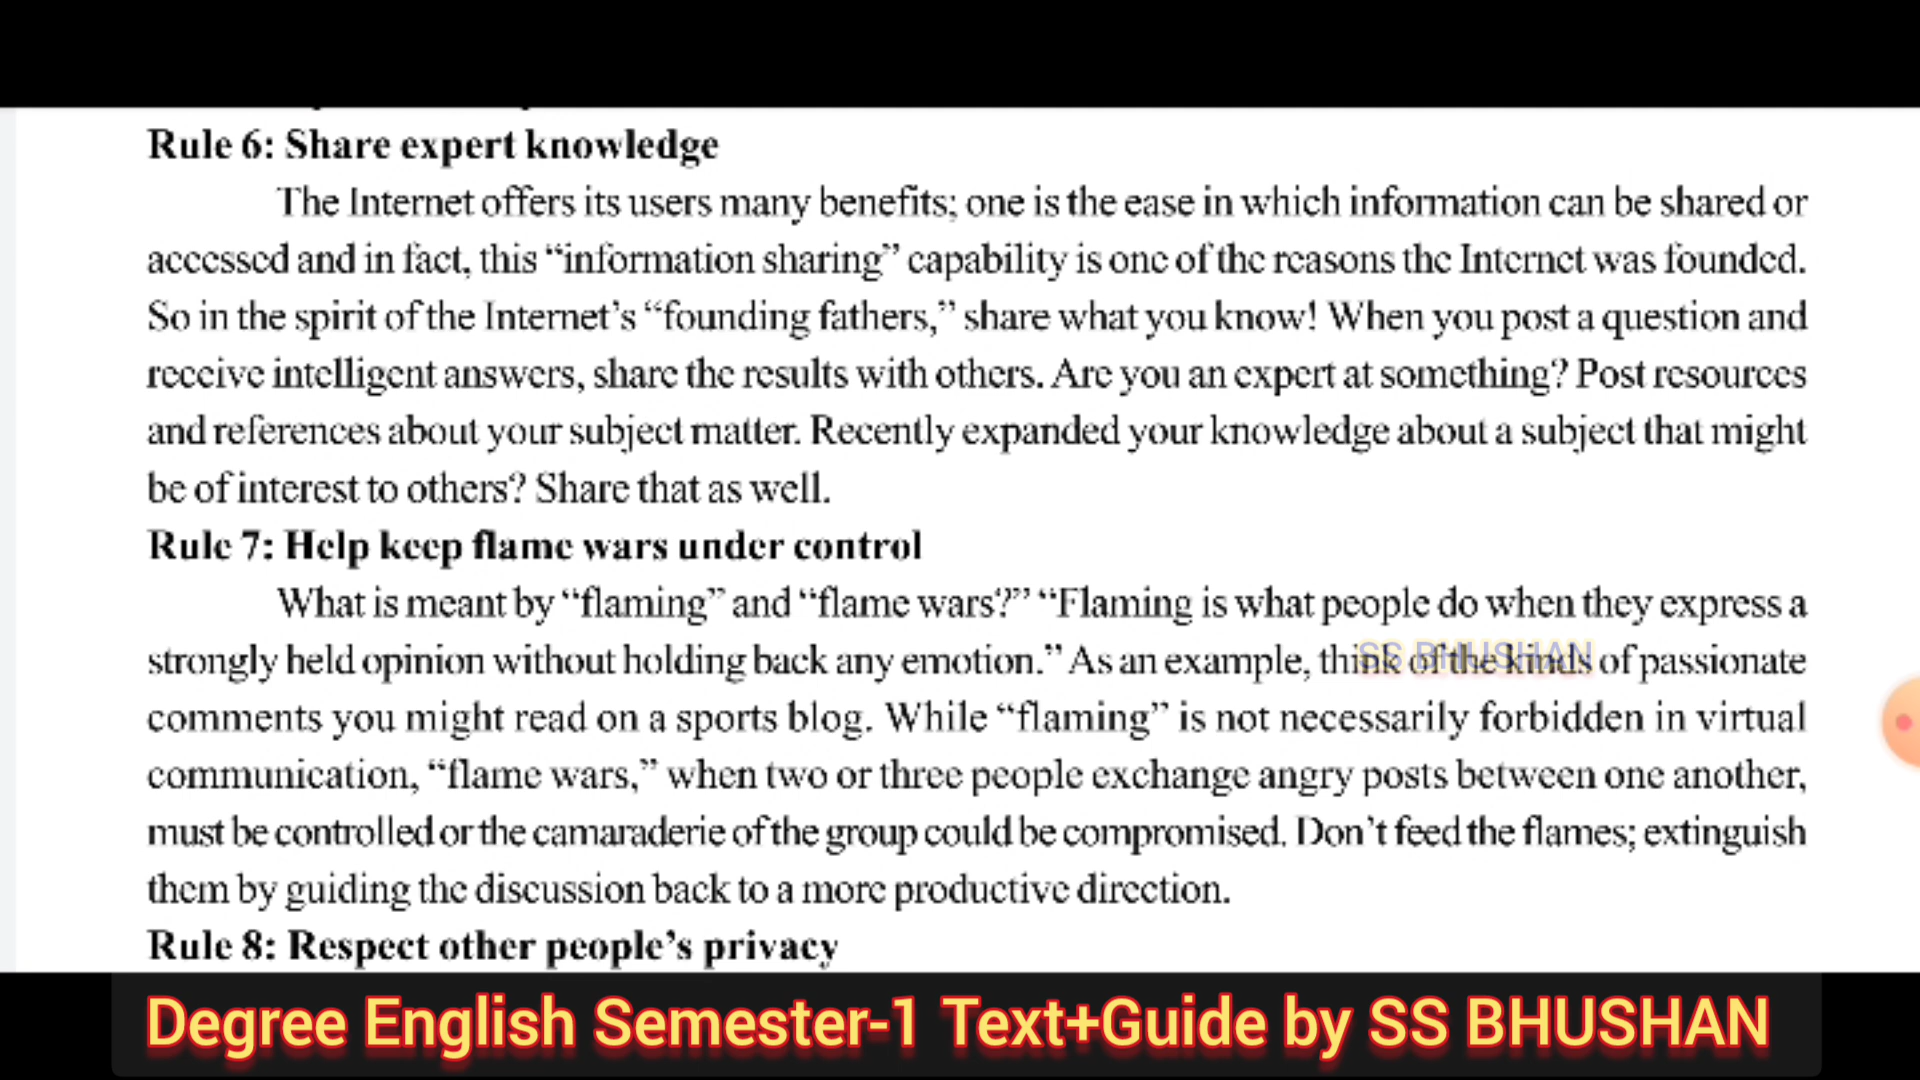 Rule 6: Share expert knowledge
The Internet offers its users many benefits; one is the ease in which information can be shared or
accessed and in fact, this “information sharing” capability is one of the reasons the Internet was founded.
So in the spirit of the Internet’s “founding fathers,” share what you know! When you post a question and
receive intelligent answers, share the results with others. Are you an expert at something? Post resources
and references about your subject matter. Recently expanded your knowledge about a subject that might
be of interest to others? Share that as well.
Rule 7: Help keep flame wars under control
What is meant by “flaming” and “flame wars?” “Flaming is what people do when they express a
strongly held opinion without holding back any emotion.” As an example, think of the kinds of passionate
SS BHUSHAN
comments you might read on a sports blog. While “flaming” is not necessarily forbidden in virtual
communication, “flame wars,” when two or three people exchange angry posts between one another,
must be controlled or the camaraderie of the group could be compromised. Don’t feed the flames; extinguish
them by guiding the discussion back to a more productive direction.
Rule 8: Respect other people’s privacy
Degree English Semester-1 Text+Guide by SS BHUSHAN